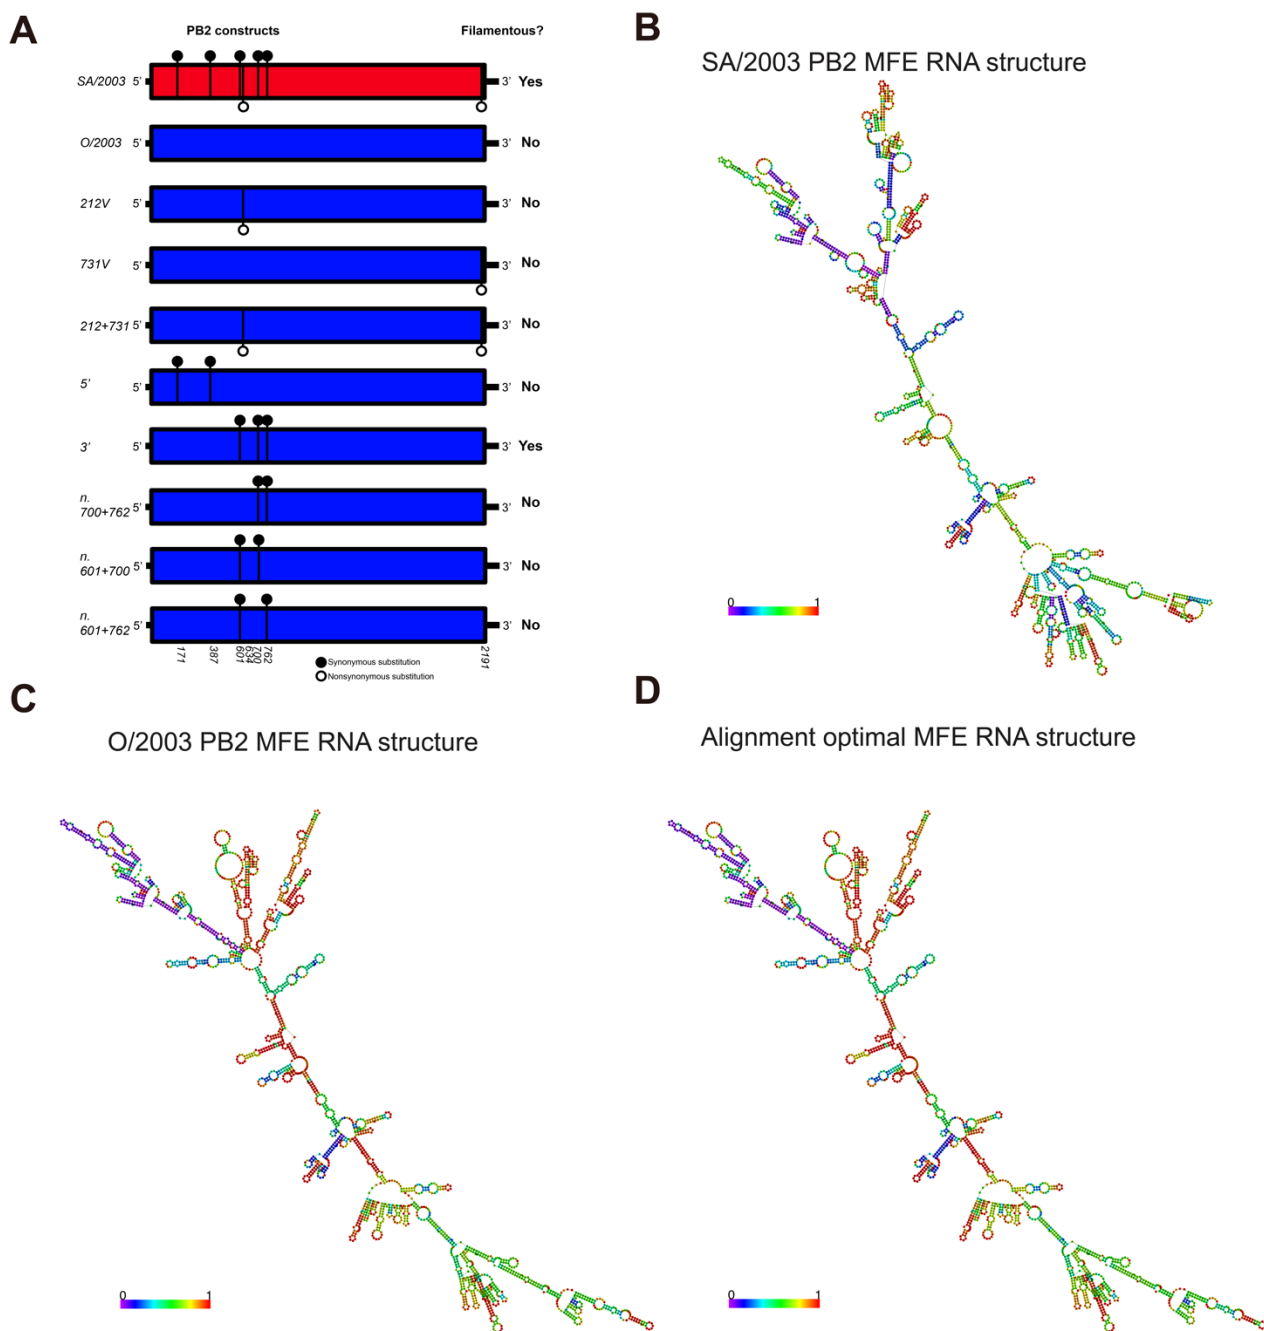 A
PB2 constructs
Filamentous?
SA/2003 5' 3' Yes
O/2003 5' 3' No
212V 5' 3' No
731V 5' 3' No
212+731 5' 3' No
5' 5' 3' No
3' 5' 3' Yes
n.
700+762 5' 3' No
n.
601+700 5' 3' No
n.
601+762 5' 3' No
171 387 601 634 700 762 2191
Synonymous substitution
Nonsynonymous substitution
B
SA/2003 PB2 MFE RNA structure
0 1
C
O/2003 PB2 MFE RNA structure
0 1
D
Alignment optimal MFE RNA structure
0 1